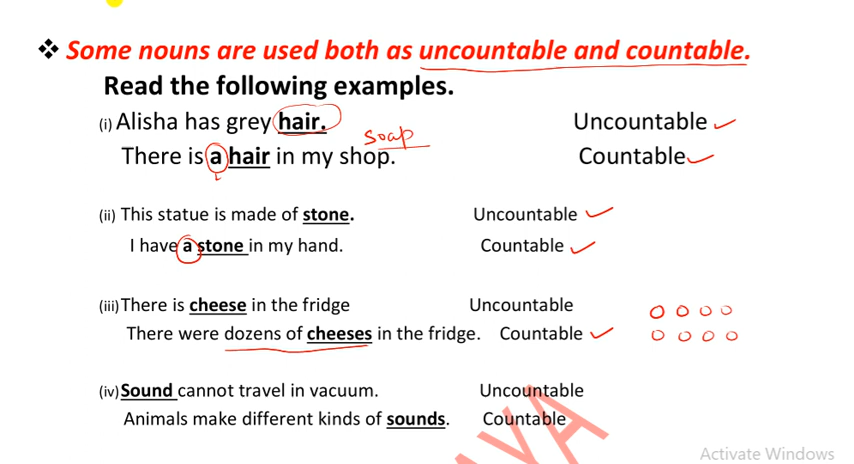 ❖ Some nouns are used both as uncountable and countable.
Read the following examples.
(i) Alisha has grey hair. Uncountable
soap
There is a hair in my shop. Countable
(ii) This statue is made of stone. Uncountable
I have a stone in my hand. Countable
(iii) There is cheese in the fridge Uncountable
There were dozens of cheeses in the fridge. Countable
(iv) Sound cannot travel in vacuum. Uncountable
Animals make different kinds of sounds. Countable
Activate Windows